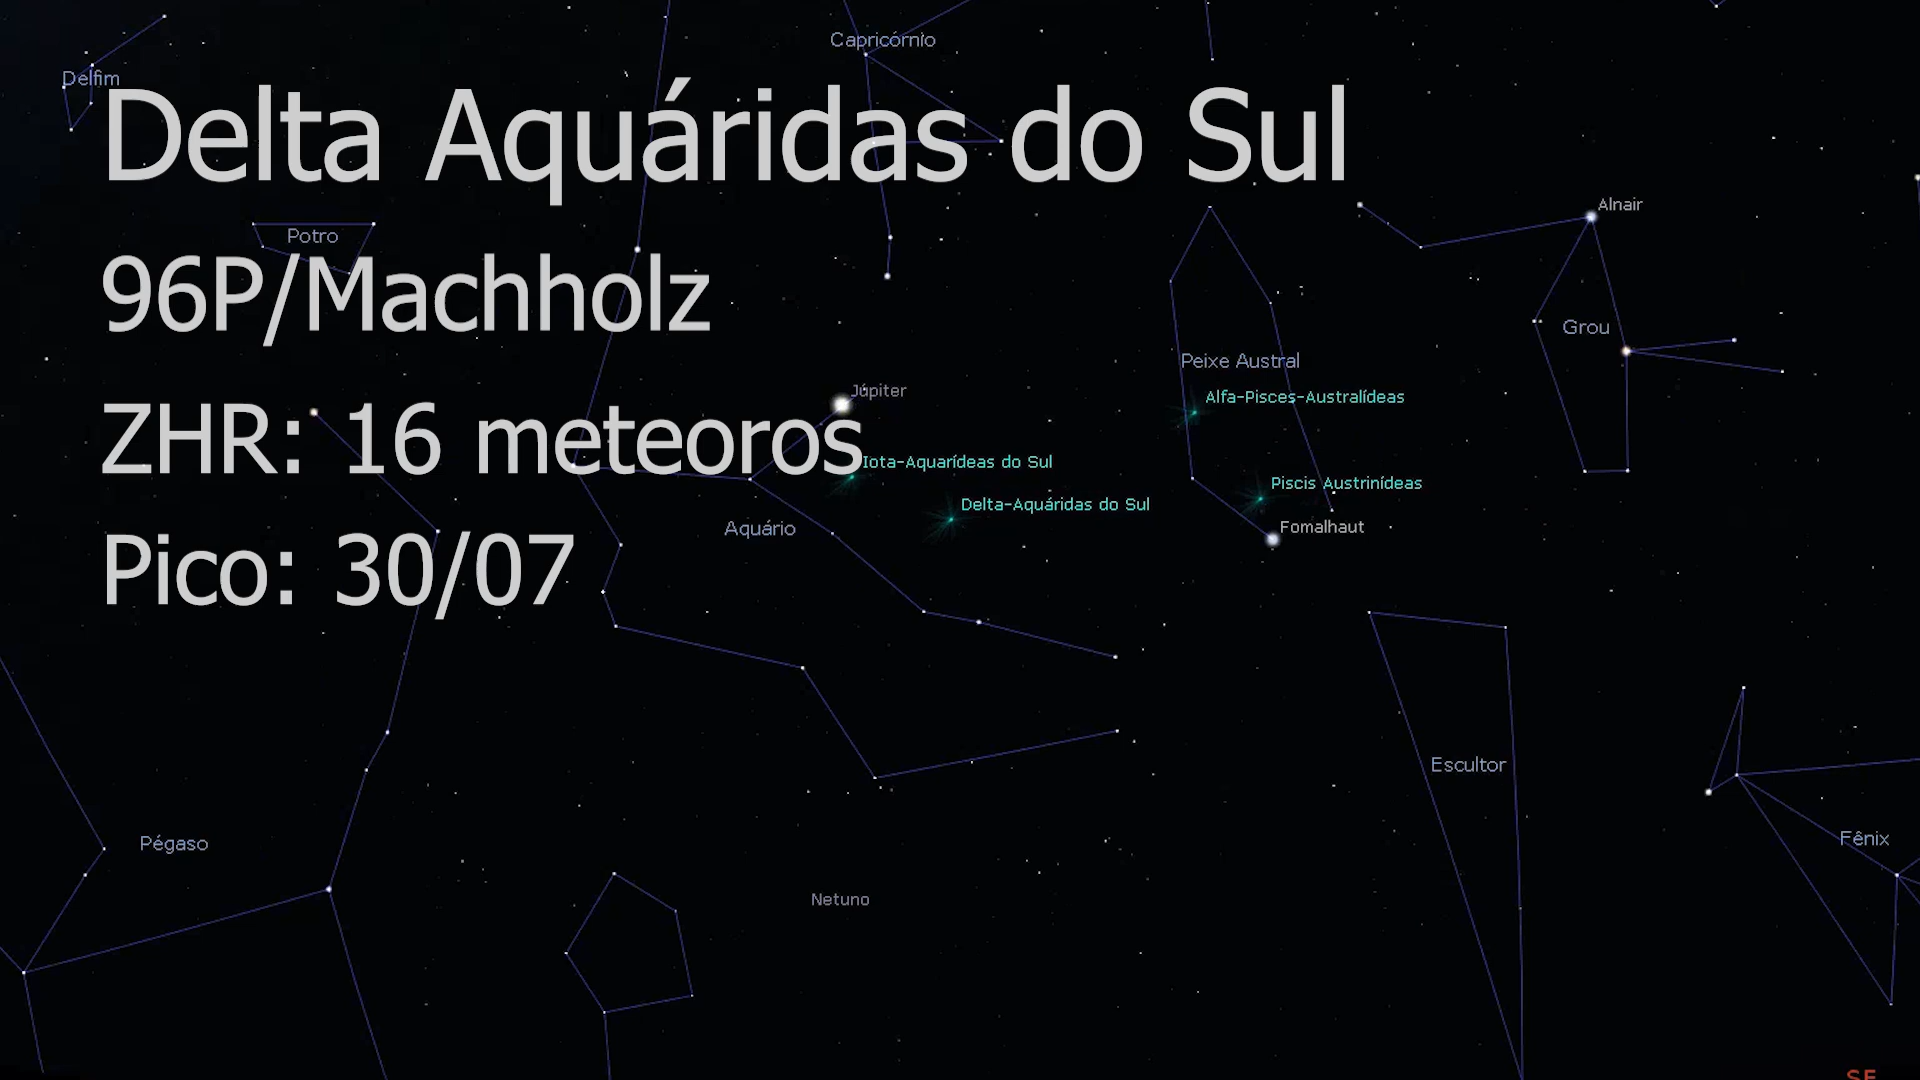 Capricórnio
Delfim
Delta Aquáridas do Sul
Alnair
Potro
96P/Machholz
Grou
Peixe Austral
Júpiter
Alfa-Pisces-Australídeas
ZHR: 16 meteoros
Iota-Aquarídeas do Sul
Piscis Austrinídeas
Delta-Aquáridas do Sul
Aquário
Fomalhaut
Pico: 30/07
Escultor
Fênix
Pégaso
Netuno
SE